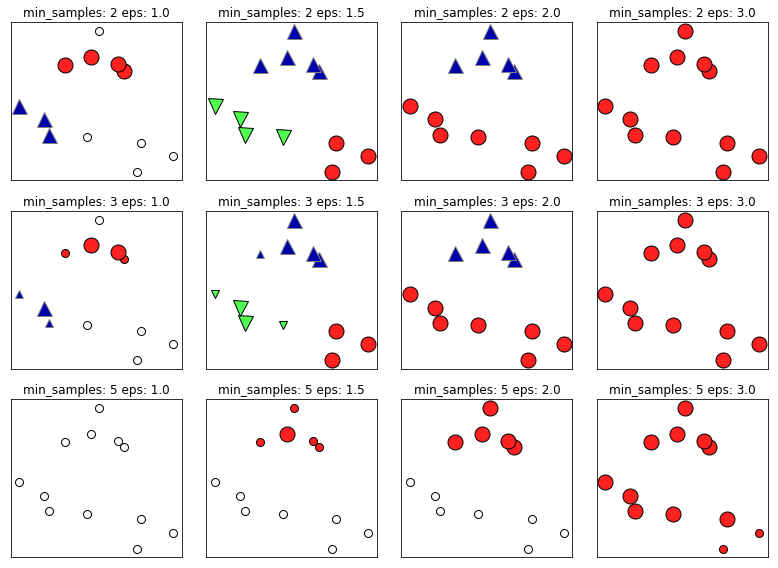 min_samples: 2 eps: 1.0
min_samples: 2 eps: 1.5
min_samples: 2 eps: 2.0
min_samples: 2 eps: 3.0
min_samples: 3 eps: 1.0
min_samples: 3 eps: 1.5
min_samples: 3 eps: 2.0
min_samples: 3 eps: 3.0
min_samples: 5 eps: 1.0
min_samples: 5 eps: 1.5
min_samples: 5 eps: 2.0
min_samples: 5 eps: 3.0